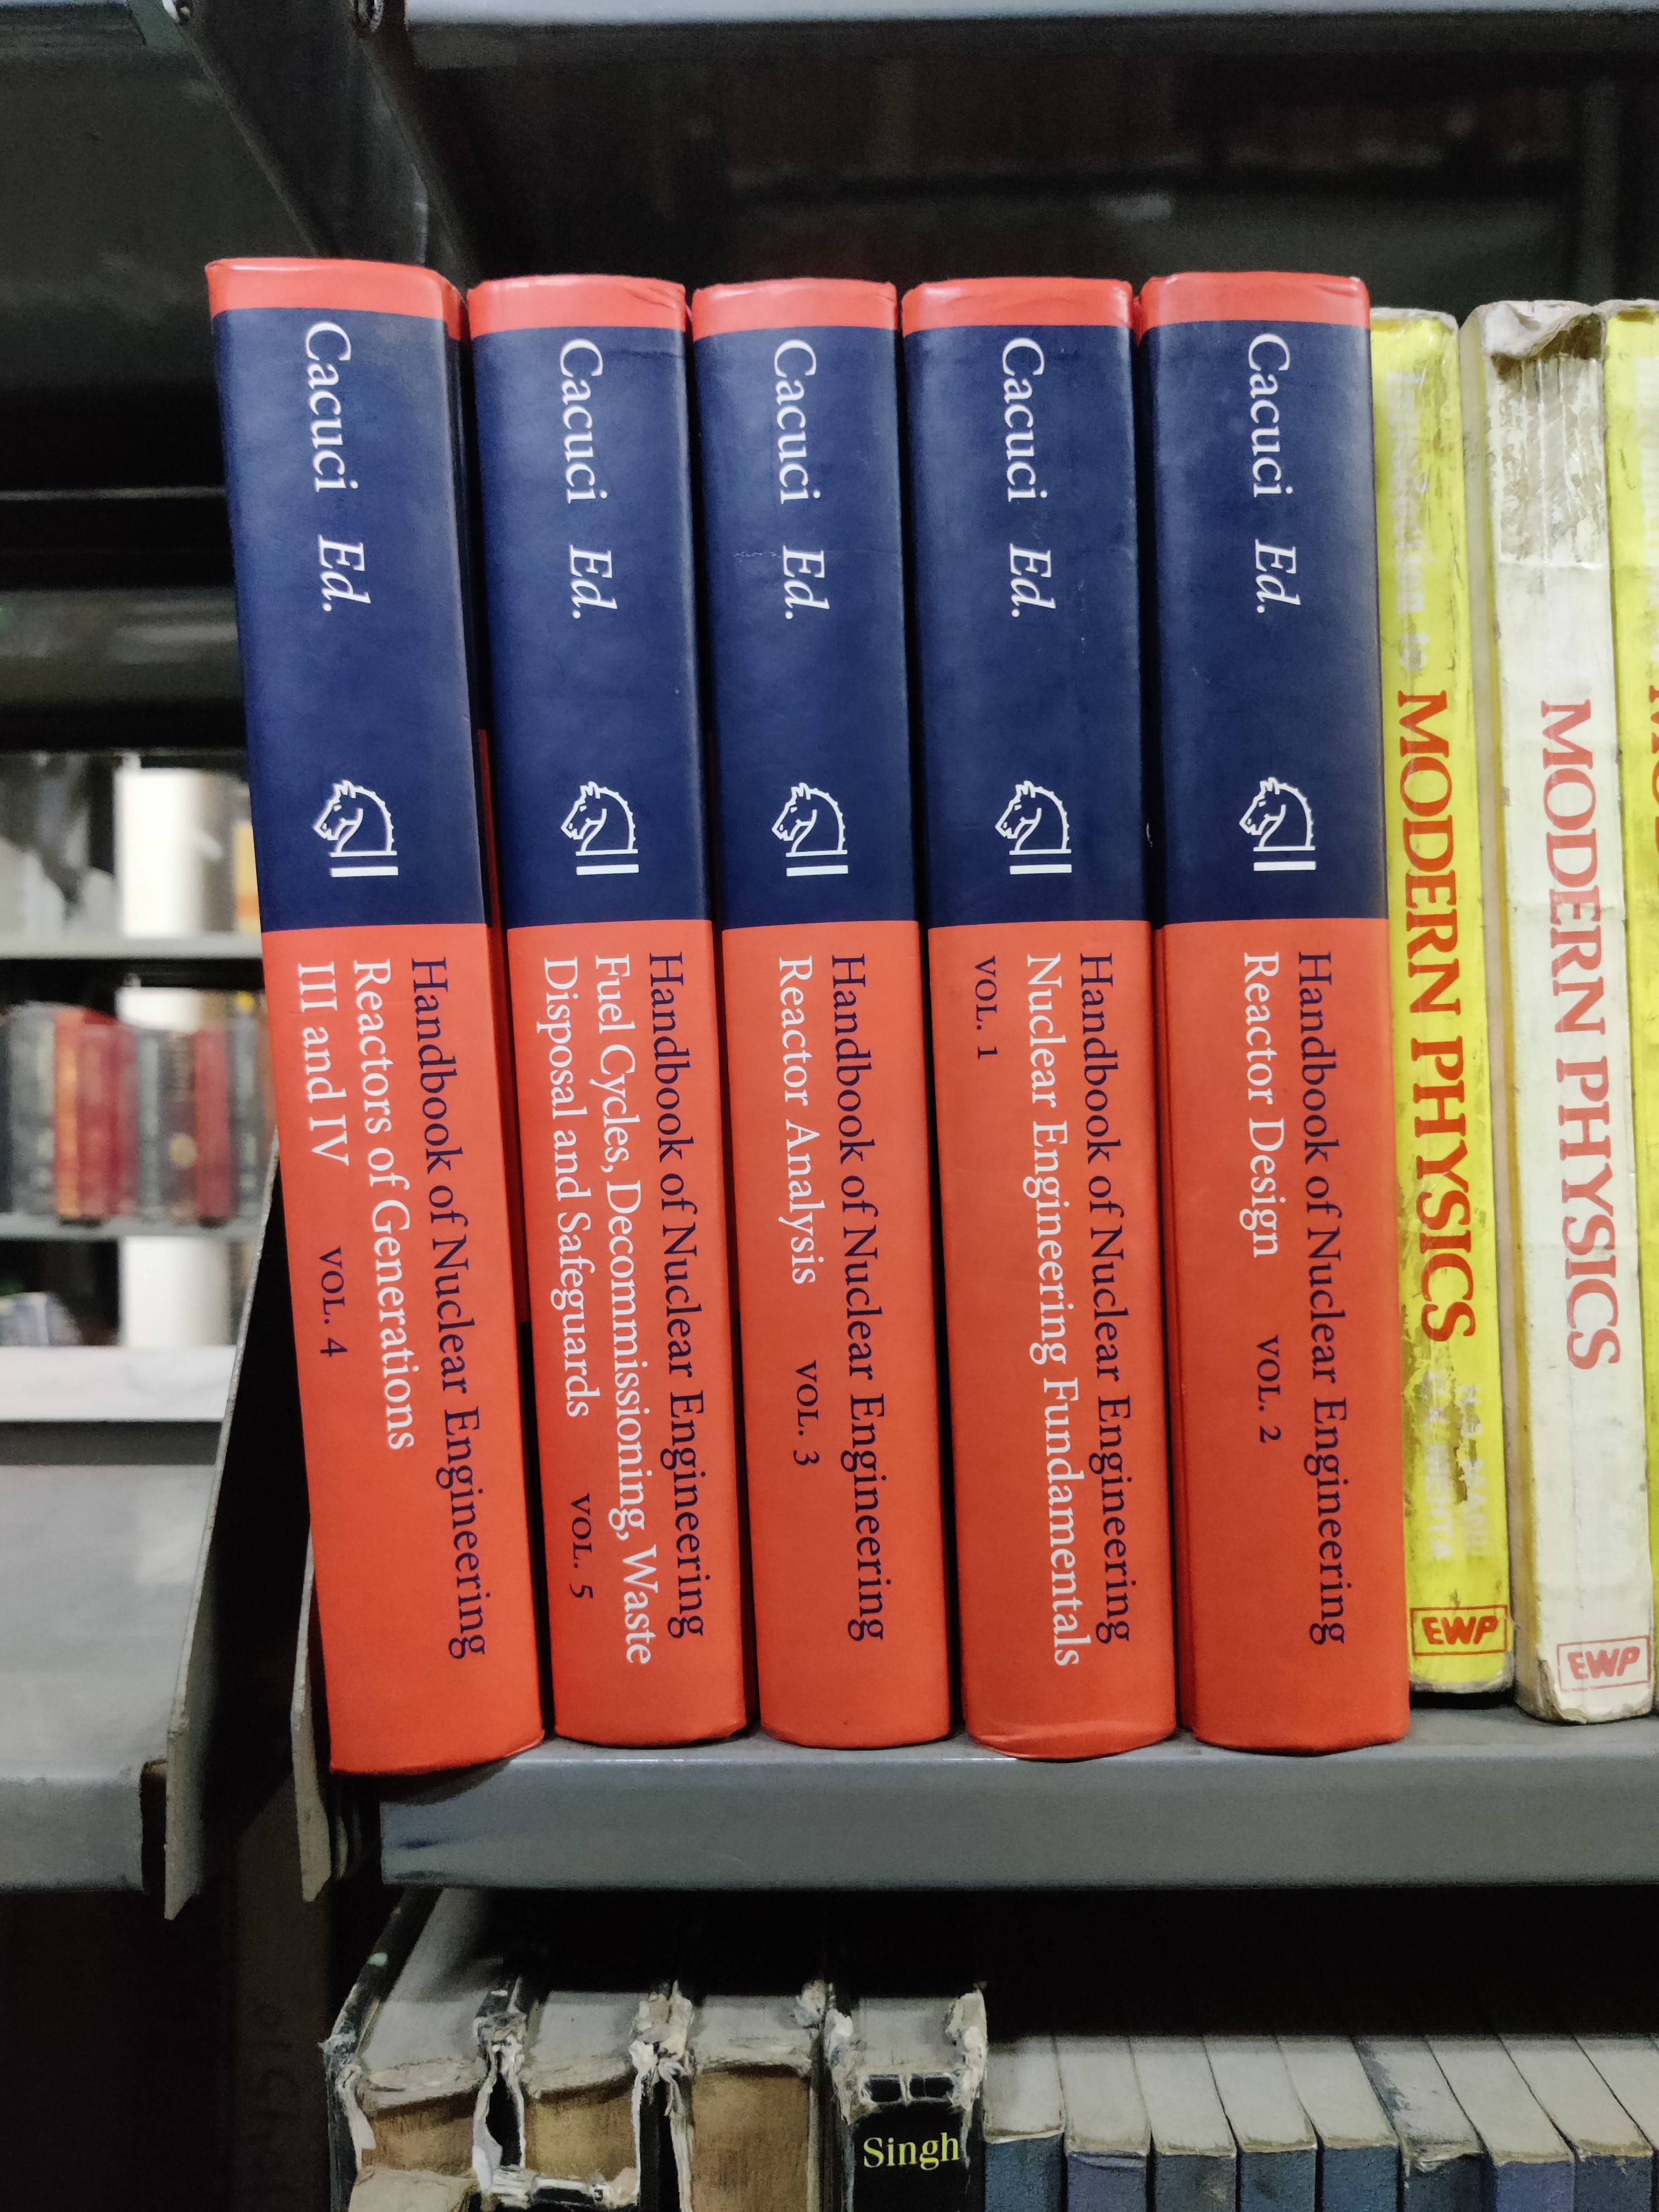 Cacuci Ed.
Handbook of Nuclear Engineering
Reactors of Generations
III and IV VOL. 4
Cacuci Ed.
Handbook of Nuclear Engineering
Fuel Cycles, Decommissioning, Waste
Disposal and Safeguards VOL. 5
Cacuci Ed.
Handbook of Nuclear Engineering
Reactor Analysis VOL. 3
Cacuci Ed.
Handbook of Nuclear Engineering
Nuclear Engineering Fundamentals
VOL. 1
Cacuci Ed.
Handbook of Nuclear Engineering
Reactor Design VOL. 2
MODERN PHYSICS
EWP
MODERN PHYSICS
EWP
Singh